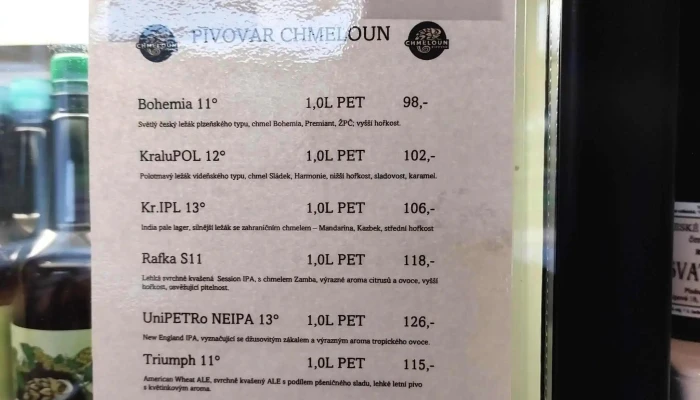 CHMELOUN
PIVOVAR CHMELOUN
CHMELOUN
Bohemia 11° 1,0L PET 98,-
Světlý český ležák plzeňského typu, chmel Bohemia, Premiant, ŽPČ; vyšší hořkost.
KraluPOL 12° 1,0L PET 102,-
Polotmavý ležák vídeňského typu, chmel Sládek, Harmonie, nižší hořkost, sladovost, karamel.
Kr.IPL 13° 1,0L PET 106,-
India pale lager, silnější ležák se zahraničním chmelem – Mandarina, Kazbek, střední hořkost
Rafka S11 1,0L PET 118,-
Lehká svrchně kvašená Session IPA, s chmelem Zamba, výrazné aroma citrusů a ovoce, vyšší
hořkost, osvěžující pitelnost.
UniPETRo NEIPA 13° 1,0L PET 126,-
New England IPA, vyznačující se džusovitým zákalem a výrazným aroma tropického ovoce.
Triumph 11° 1,0L PET 115,-
American Wheat ALE, svrchně kvašený ALE s podílem pšeničného sladu, lehké letní pivo
s květinkovým aroma.